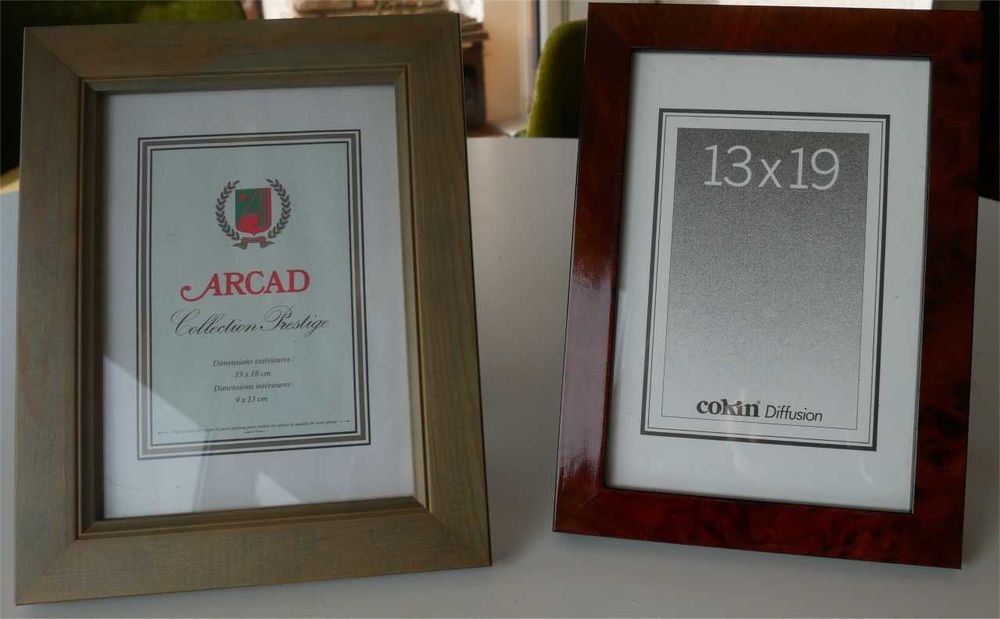 ARCAD
Collection Prestige
Dimensions extérieures :
13 x 18 cm
Dimensions intérieures :
9 x 13 cm
13x19
cokin Diffusion